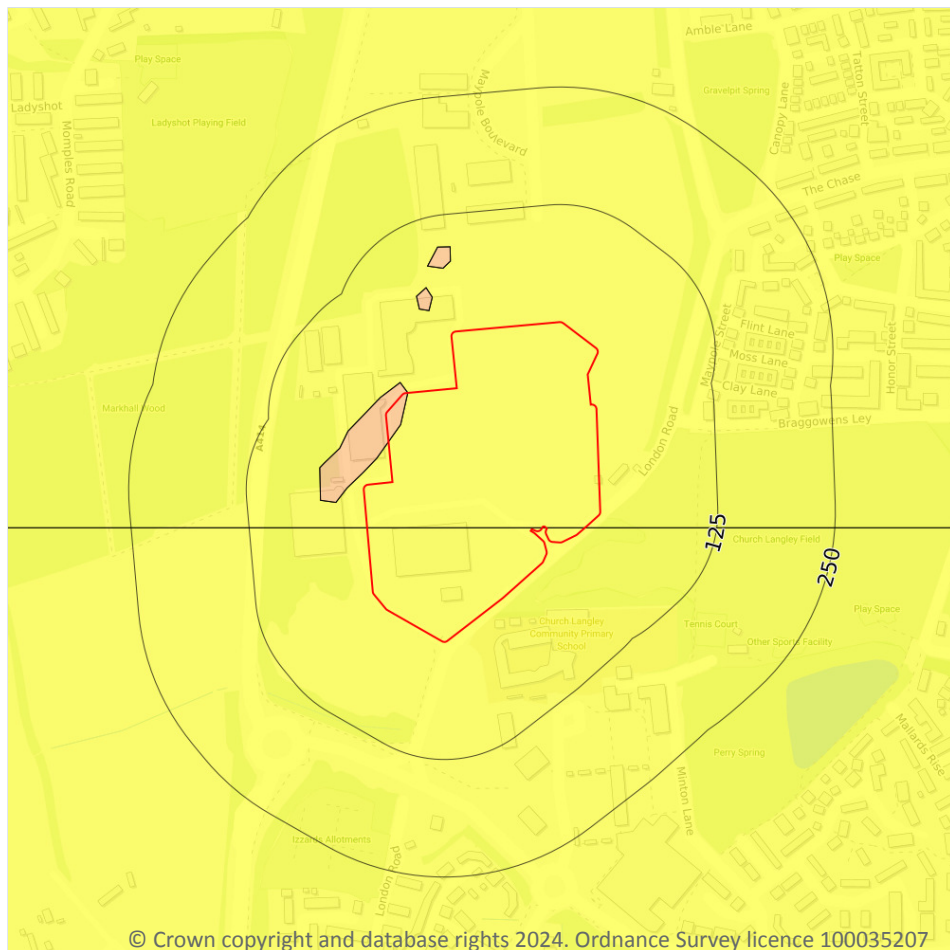 Amble Lane
Play Space
Tatton Street
Maypole Boulevard
Gravelpit Spring
Canopy Lane
Ladyshot
Ladyshot Playing Field
Momples Road
The Chase
Play Space
Flint Lane
Maypole Street
Moss Lane
Honor Street
Clay Lane
Markhall Wood
Braggowens Ley
A414
London Road
125
Church Langley Field
250
Church Langley
Community Primary
School
Tennis Court
Play Space
Other Sports Facility
Mallards Rise
Perry Spring
Minton Lane
Izzards Allotments
London Road
© Crown copyright and database rights 2024. Ordnance Survey licence 100035207